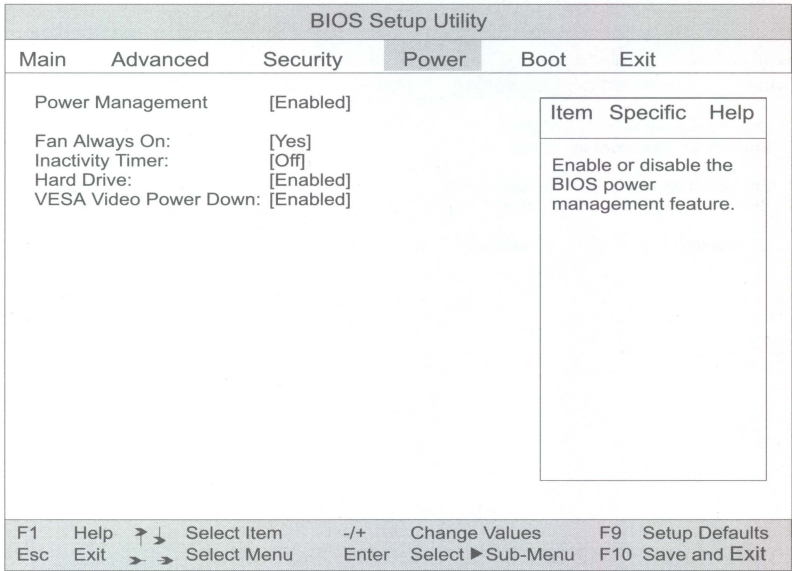 BIOS Setup Utility
Main Advanced Security Power Boot Exit
Power Management [Enabled]
Fan Always On: [Yes]
Inactivity Timer: [Off]
Hard Drive: [Enabled]
VESA Video Power Down: [Enabled]
Item Specific Help
Enable or disable the
BIOS power
management feature.
F1 Help Select Item -/+ Change Values F9 Setup Defaults
Esc Exit Select Menu Enter Select ►Sub-Menu F10 Save and Exit